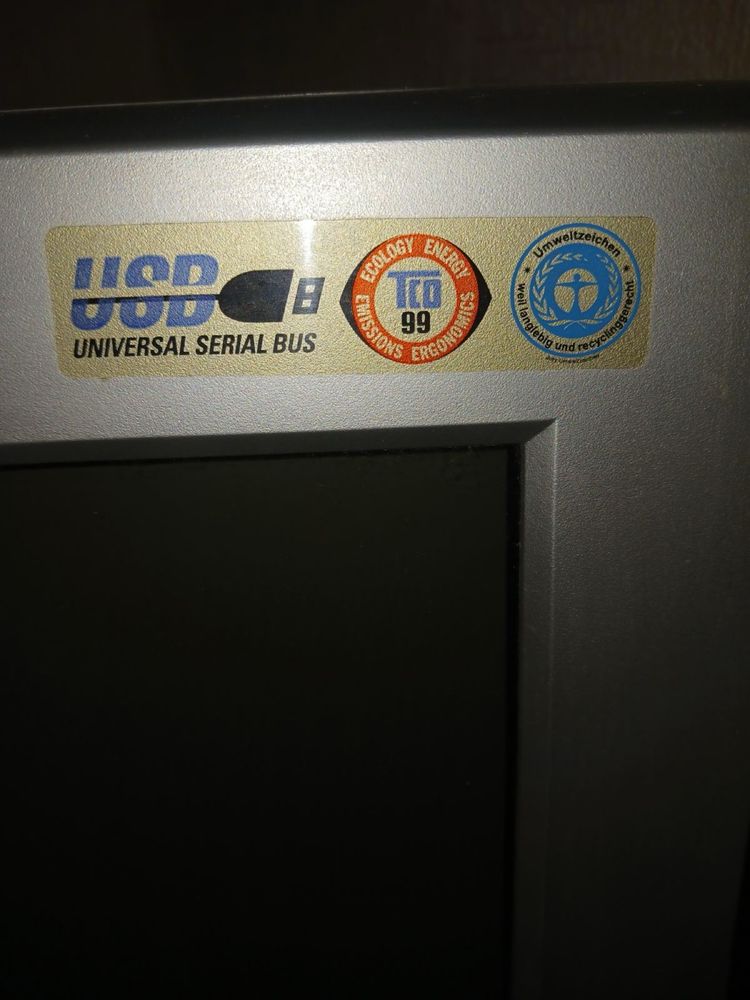 USB
UNIVERSAL SERIAL BUS
ECOLOGY ENERGY
TCO
99
EMISSIONS ERGONOMICS
Umweltzeichen
weil langlebig und recyclinggerecht